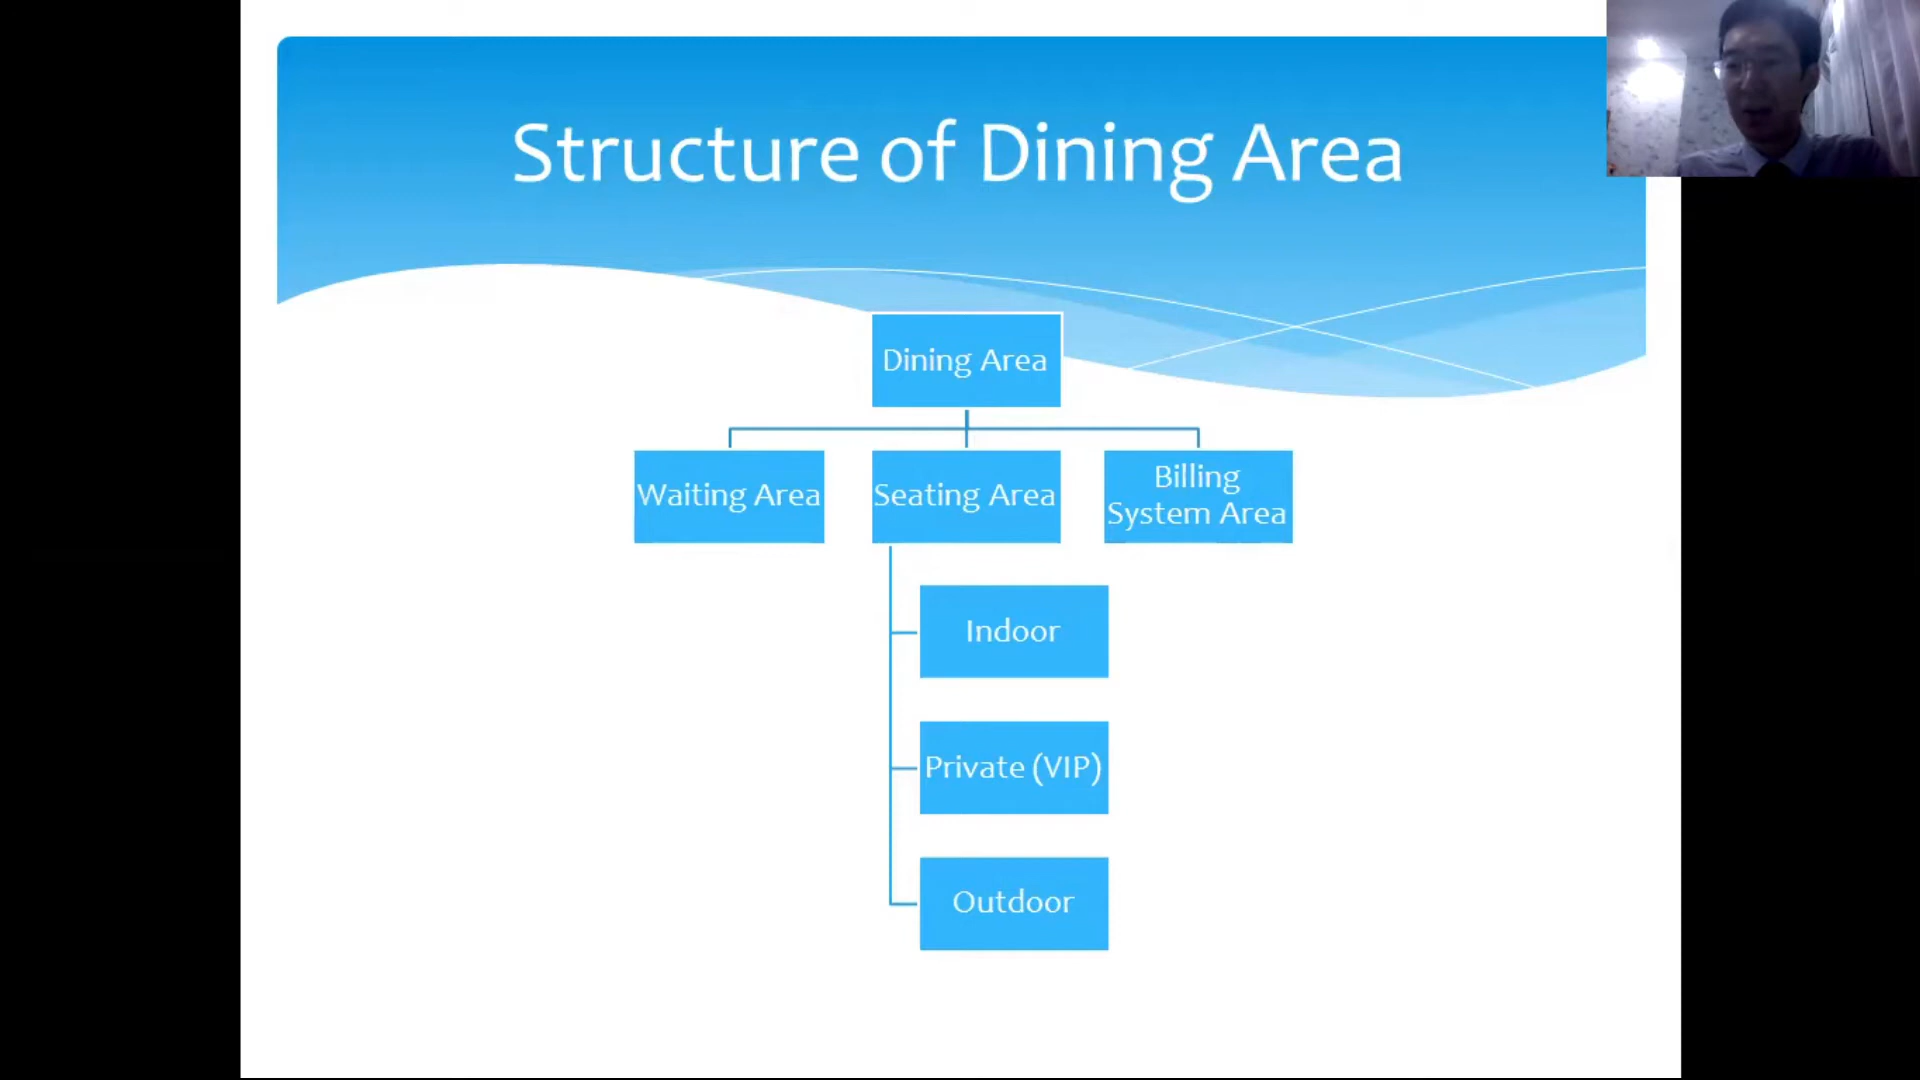 Structure of Dining Area
Dining Area
Waiting Area
Seating Area
Billing
System Area
Indoor
Private (VIP)
Outdoor